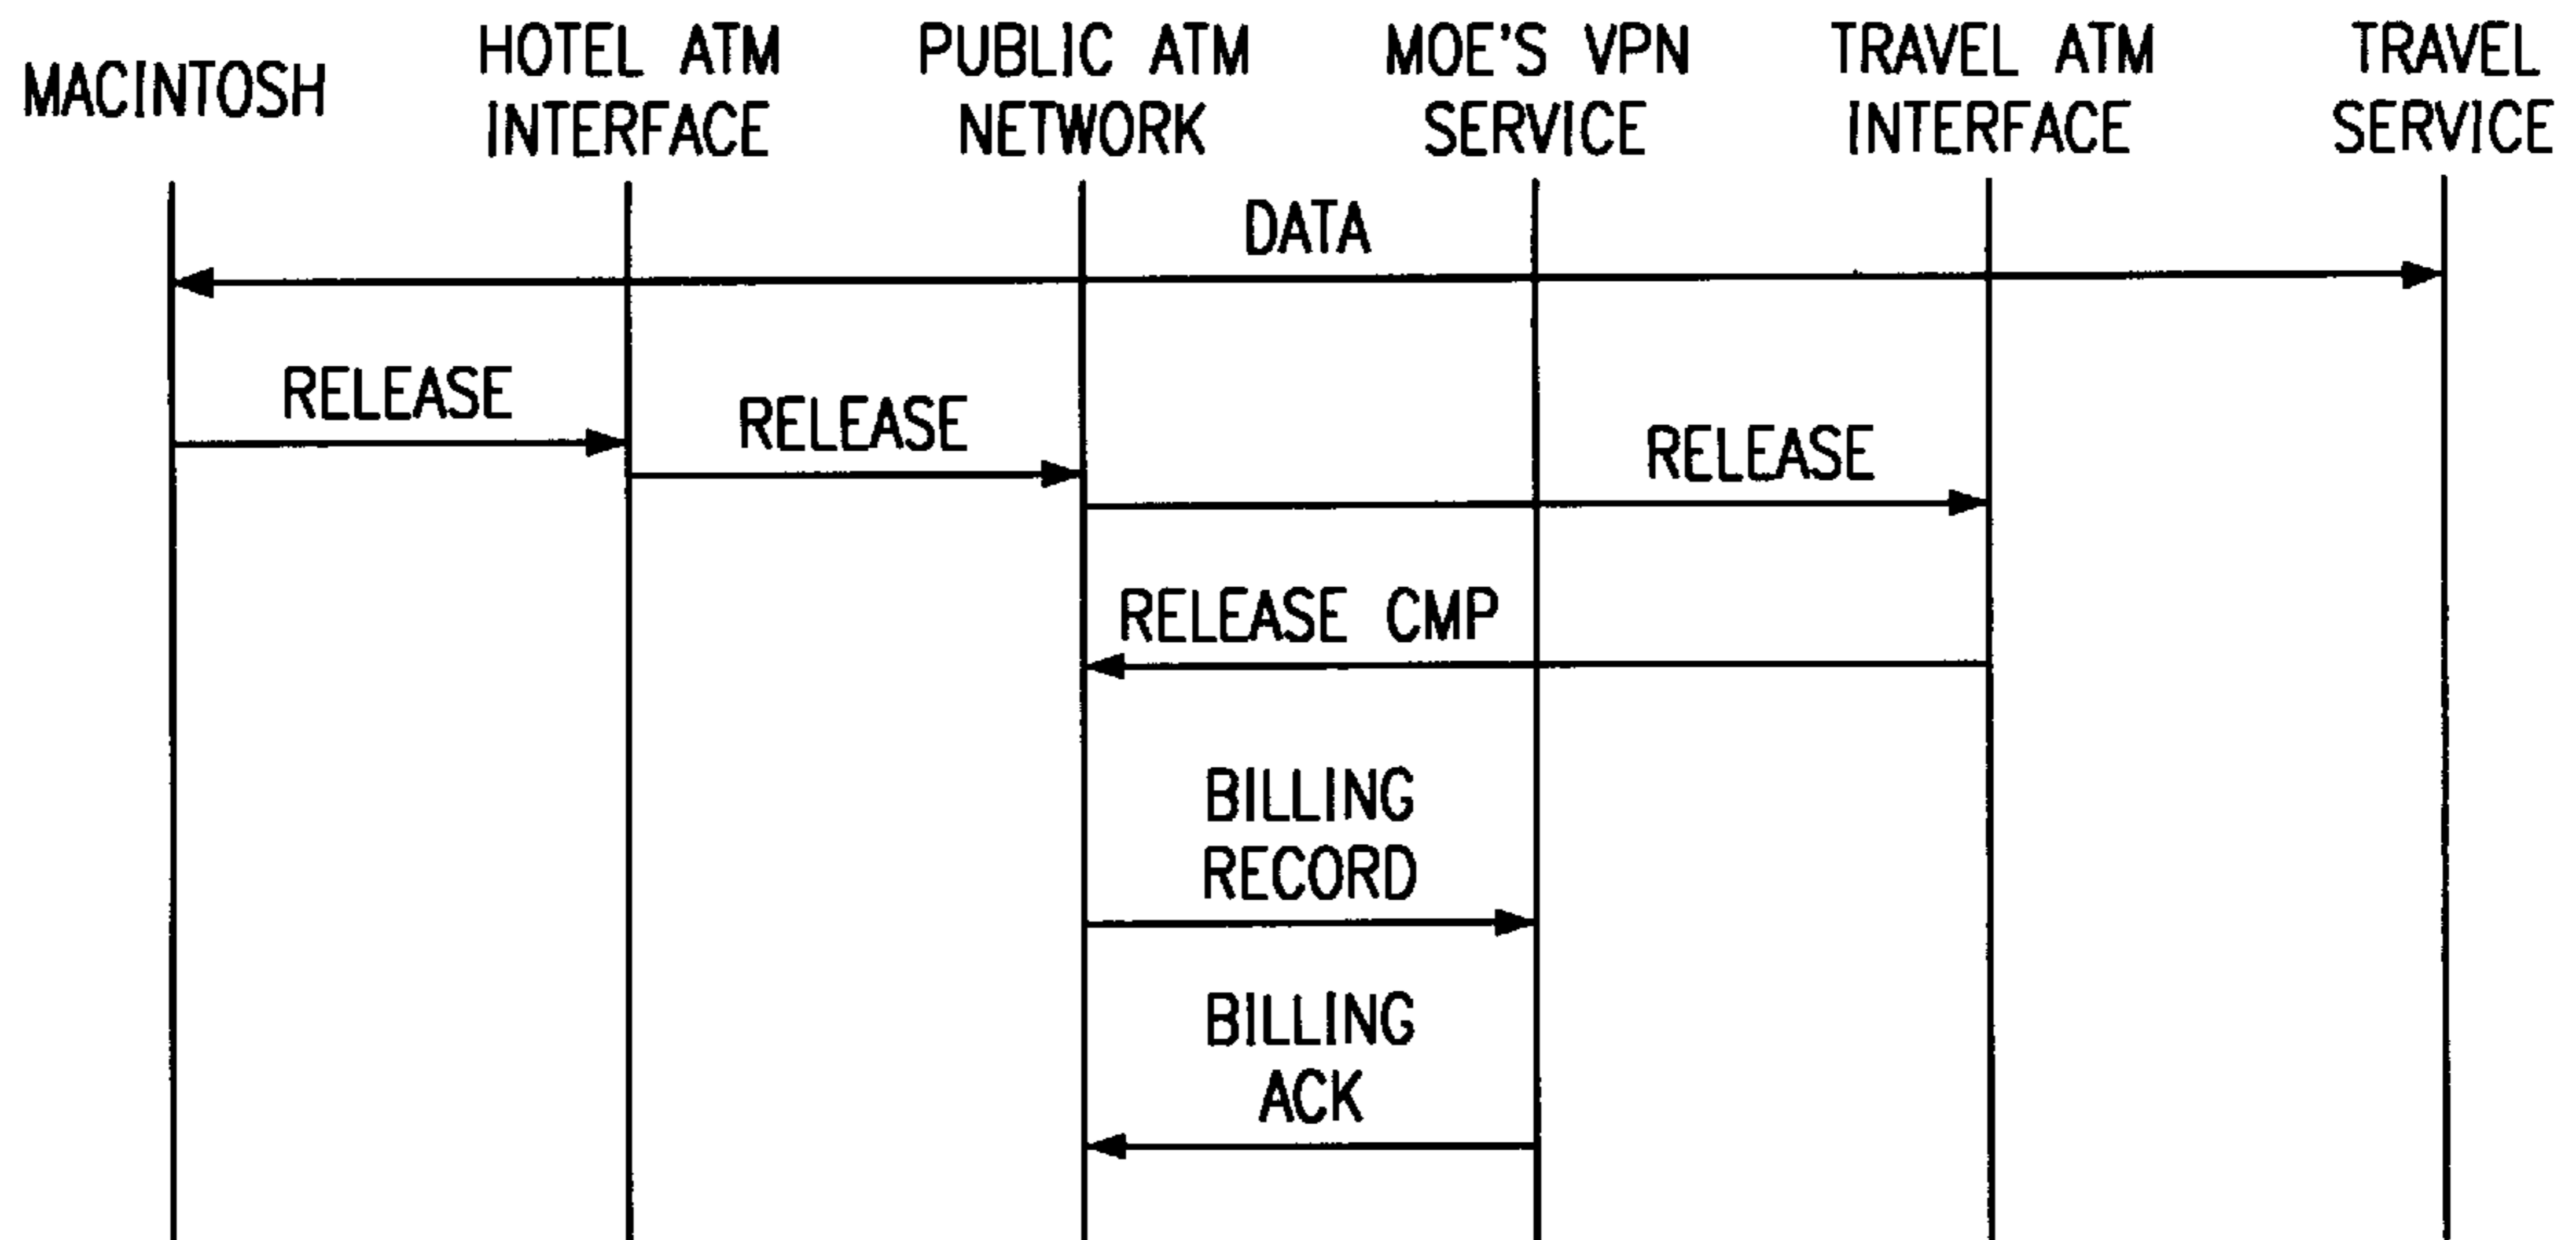 MACINTOSH
HOTEL ATM
INTERFACE
PUBLIC ATM
NETWORK
MOE'S VPN
SERVICE
TRAVEL ATM
INTERFACE
TRAVEL
SERVICE
DATA
RELEASE
RELEASE
RELEASE
RELEASE CMP
BILLING
RECORD
BILLING
ACK